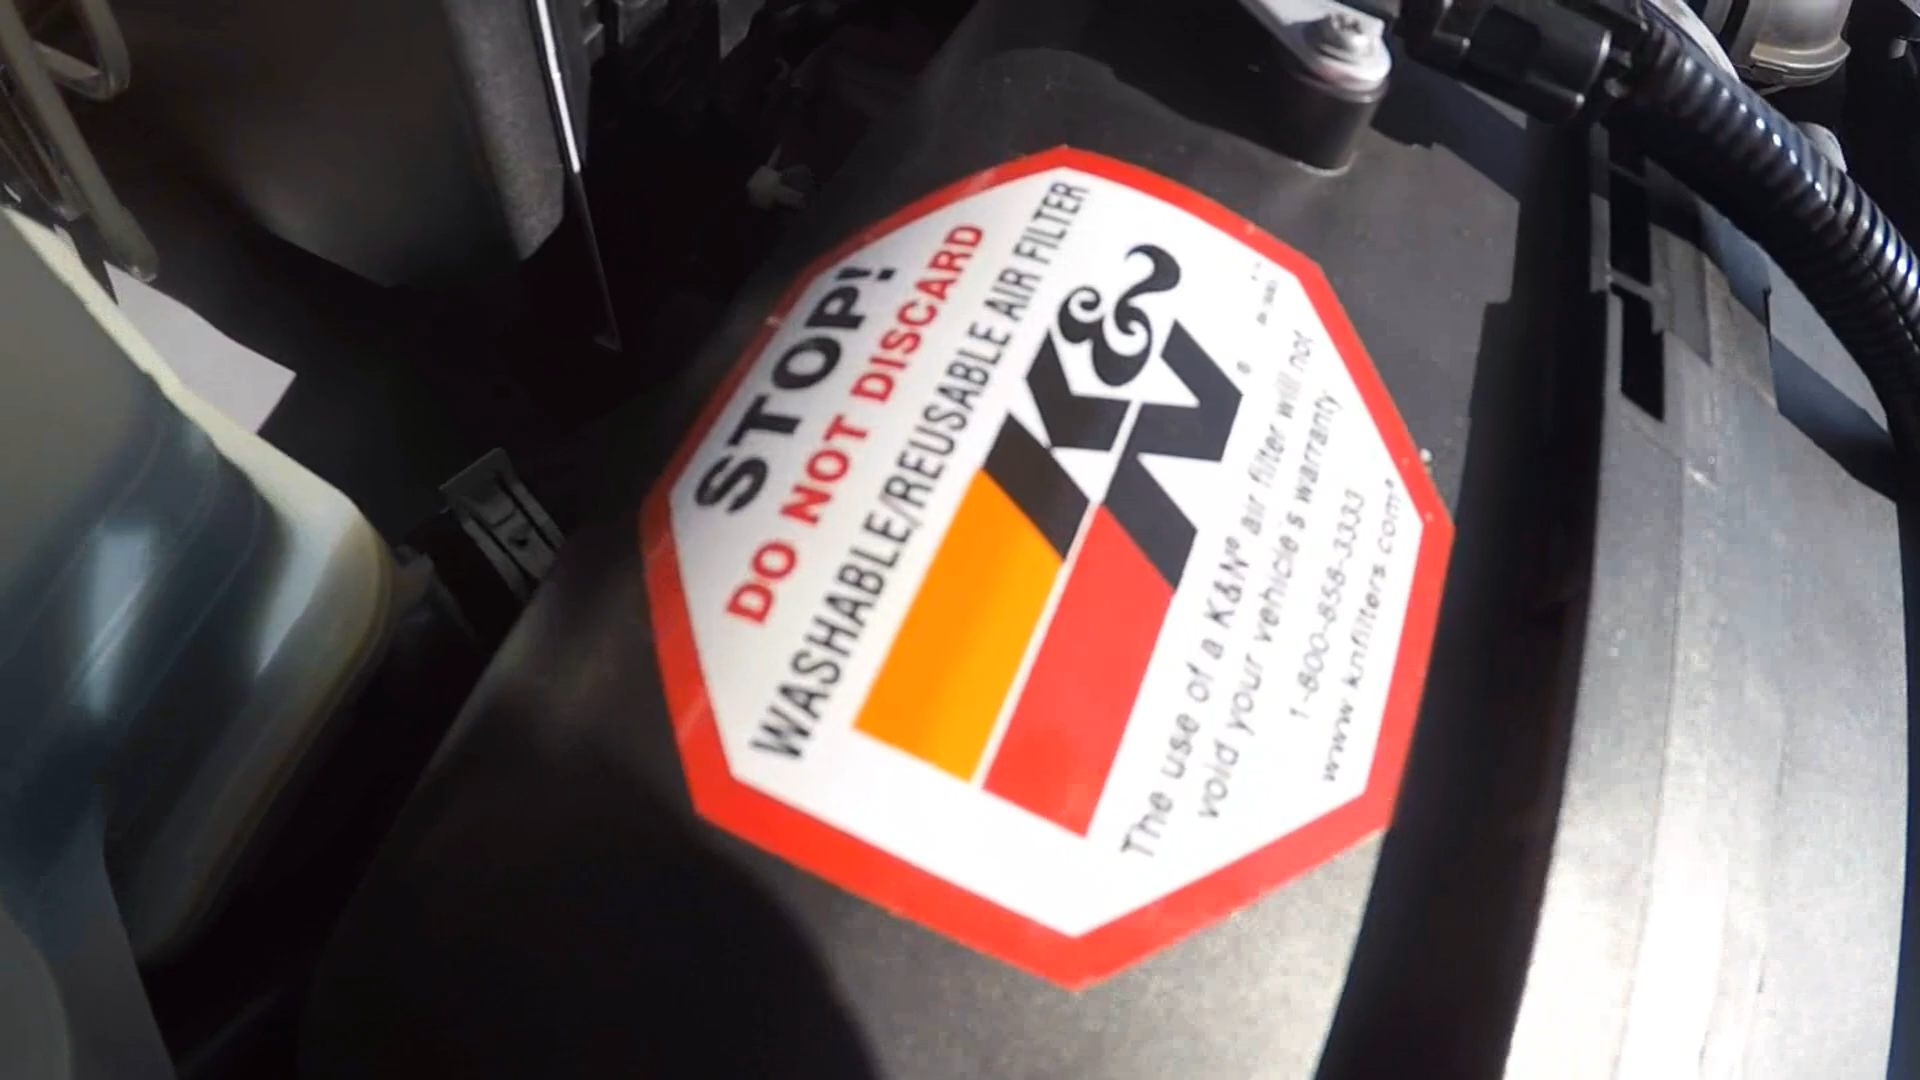 STOP!
DO NOT DISCARD
WASHABLE/REUSABLE AIR FILTER
K&N®
The use of a K&N® air filter will not
void your vehicle's warranty
1-800-858-3333
www.knfilters.com®